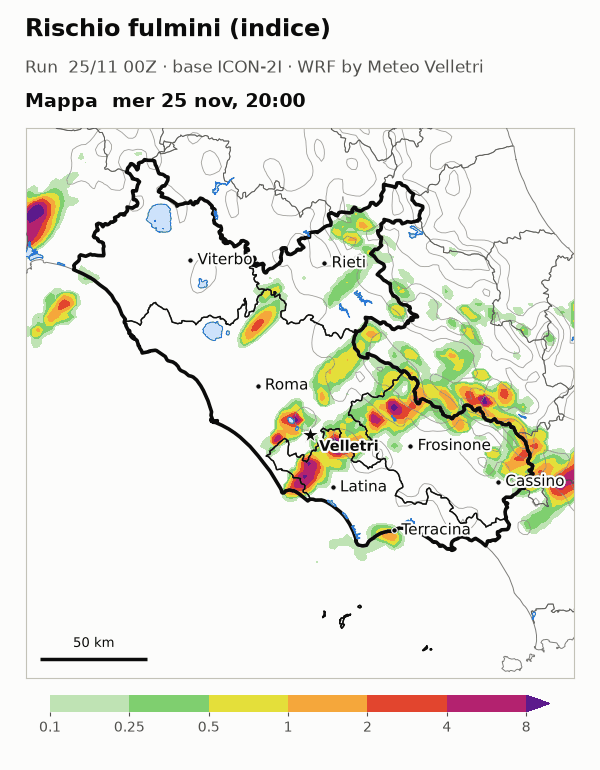 Rischio fulmini (indice)
Run 25/11 00Z · base ICON-2I · WRF by Meteo Velletri
Mappa mer 25 nov, 20:00
Viterbo
Rieti
Roma
Velletri
Frosinone
Latina
Cassino
Terracina
50 km
0.1 0.25 0.5 1 2 4 8